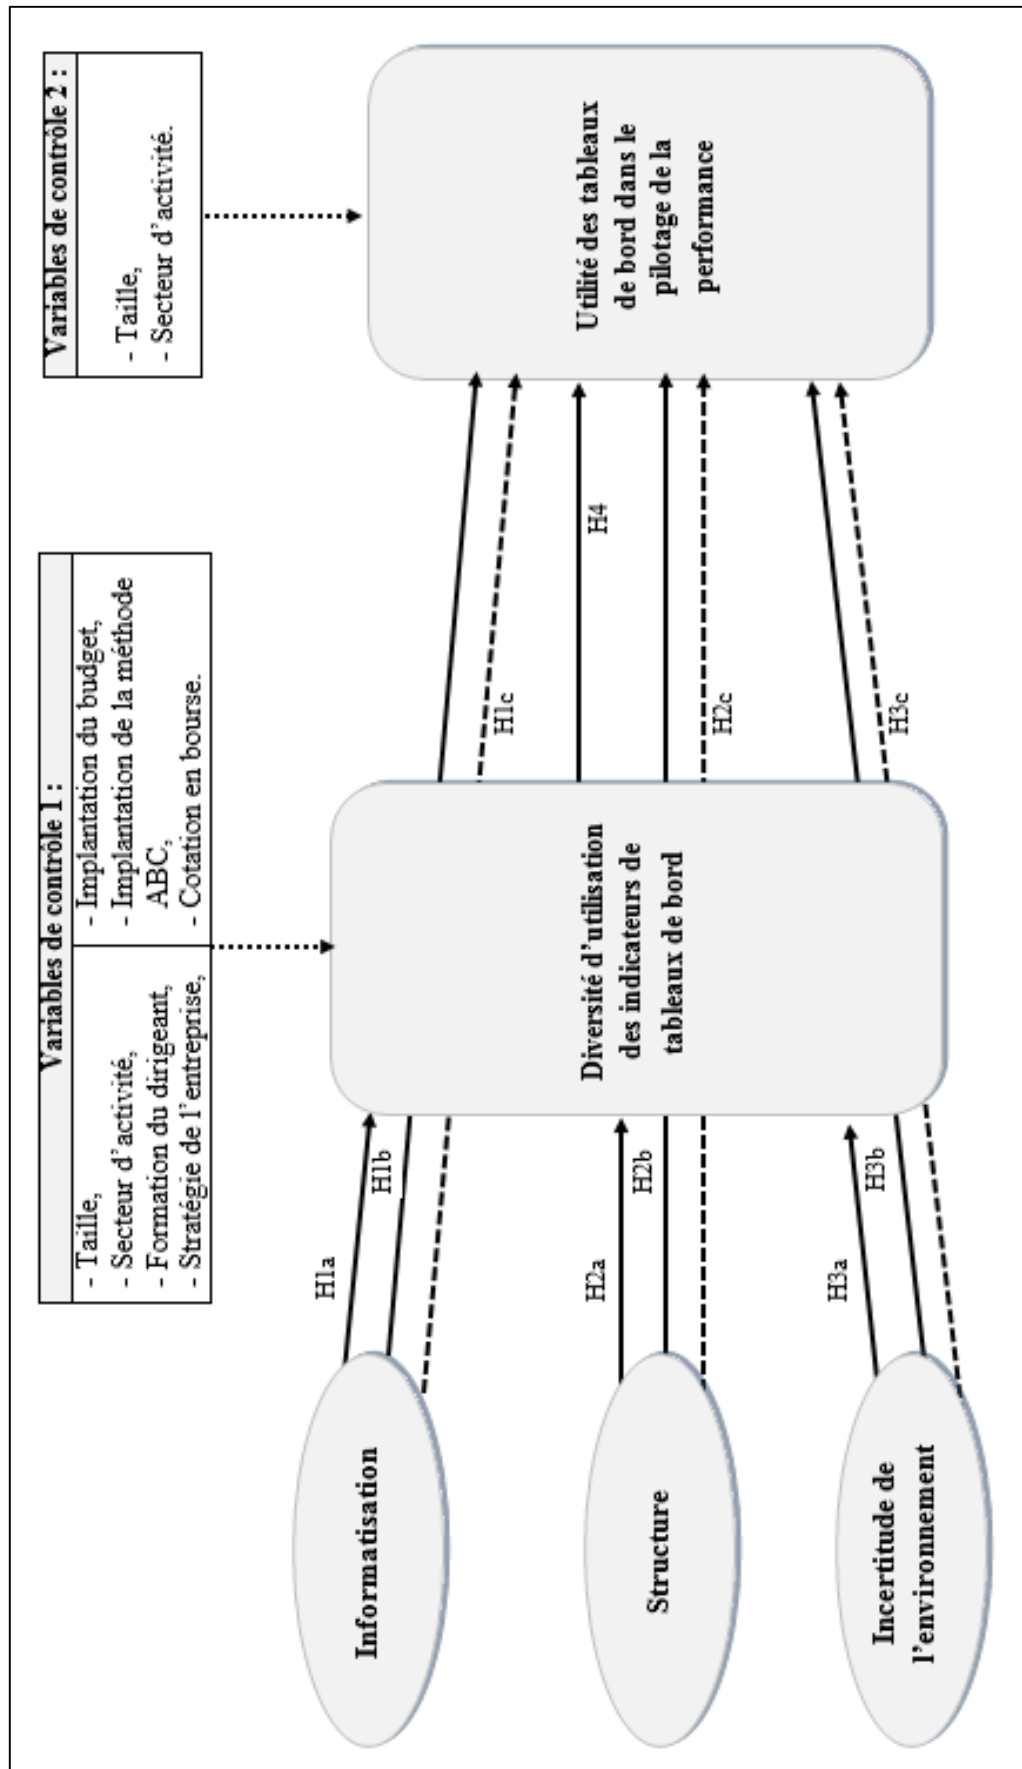 Variables de contrôle 1 :
- Taille,
- Secteur d'activité,
- Formation du dirigeant,
- Stratégie de l'entreprise,
- Implantation du budget,
- Implantation de la méthode
ABC,
- Cotation en bourse.
Variables de contrôle 2 :
- Taille,
- Secteur d'activité.
Informatisation
Structure
Incertitude de
l'environnement
H1a
H1b
H2a
H2b
H3a
H3b
Diversité d'utilisation
des indicateurs de
tableaux de bord
H1c
H4
H2c
H3c
Utilité des tableaux
de bord dans le
pilotage de la
performance